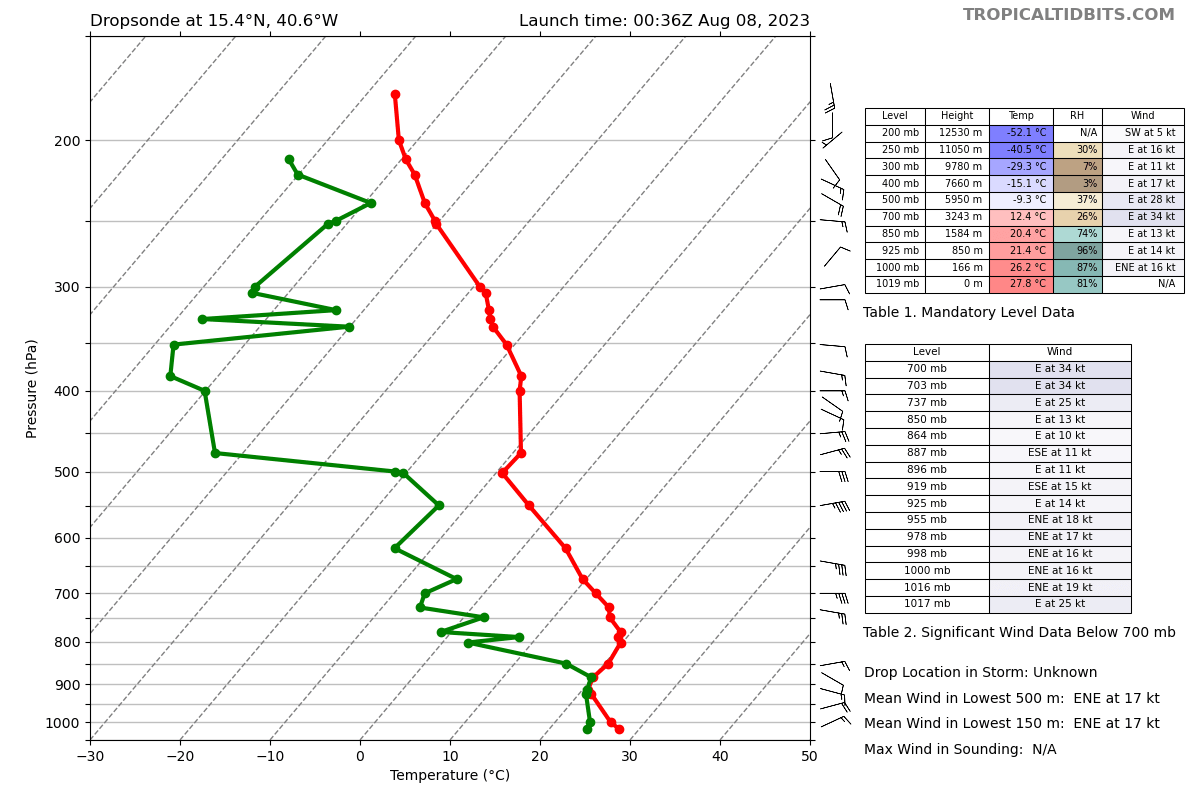 TROPICALTIDBITS.COM
Dropsonde at 15.4°N, 40.6°W
Launch time: 00:36Z Aug 08, 2023
Pressure (hPa)
200
300
400
500
600
700
800
900
1000
−30 −20 −10 0 10 20 30 40 50
Temperature (°C)
Level Height Temp RH Wind
200 mb 12530 m -52.1 °C N/A SW at 5 kt
250 mb 11050 m -40.5 °C 30% E at 16 kt
300 mb 9780 m -29.3 °C 7% E at 11 kt
400 mb 7660 m -15.1 °C 3% E at 17 kt
500 mb 5950 m -9.3 °C 37% E at 28 kt
700 mb 3243 m 12.4 °C 26% E at 34 kt
850 mb 1584 m 20.4 °C 74% E at 13 kt
925 mb 850 m 21.4 °C 96% E at 14 kt
1000 mb 166 m 26.2 °C 87% ENE at 16 kt
1019 mb 0 m 27.8 °C 81% N/A
Table 1. Mandatory Level Data
Level Wind
700 mb E at 34 kt
703 mb E at 34 kt
737 mb E at 25 kt
850 mb E at 13 kt
864 mb E at 10 kt
887 mb ESE at 11 kt
896 mb E at 11 kt
919 mb ESE at 15 kt
925 mb E at 14 kt
955 mb ENE at 18 kt
978 mb ENE at 17 kt
998 mb ENE at 16 kt
1000 mb ENE at 16 kt
1016 mb ENE at 19 kt
1017 mb E at 25 kt
Table 2. Significant Wind Data Below 700 mb
Drop Location in Storm: Unknown
Mean Wind in Lowest 500 m: ENE at 17 kt
Mean Wind in Lowest 150 m: ENE at 17 kt
Max Wind in Sounding: N/A